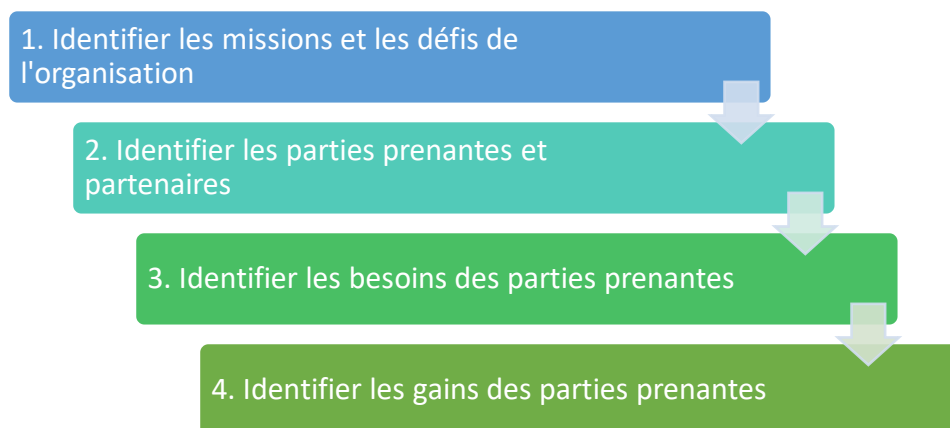 1. Identifier les missions et les défis de
l'organisation
2. Identifier les parties prenantes et
partenaires
3. Identifier les besoins des parties prenantes
4. Identifier les gains des parties prenantes